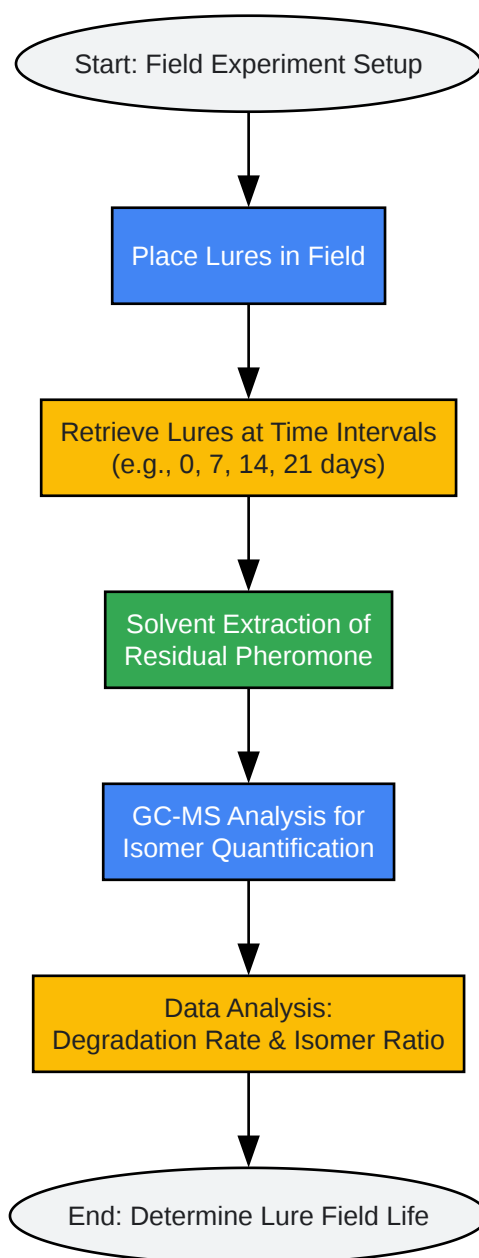 Start: Field Experiment Setup
Place Lures in Field
Retrieve Lures at Time Intervals
(e.g., 0, 7, 14, 21 days)
Solvent Extraction of
Residual Pheromone
GC-MS Analysis for
Isomer Quantification
Data Analysis:
Degradation Rate & Isomer Ratio
End: Determine Lure Field Life